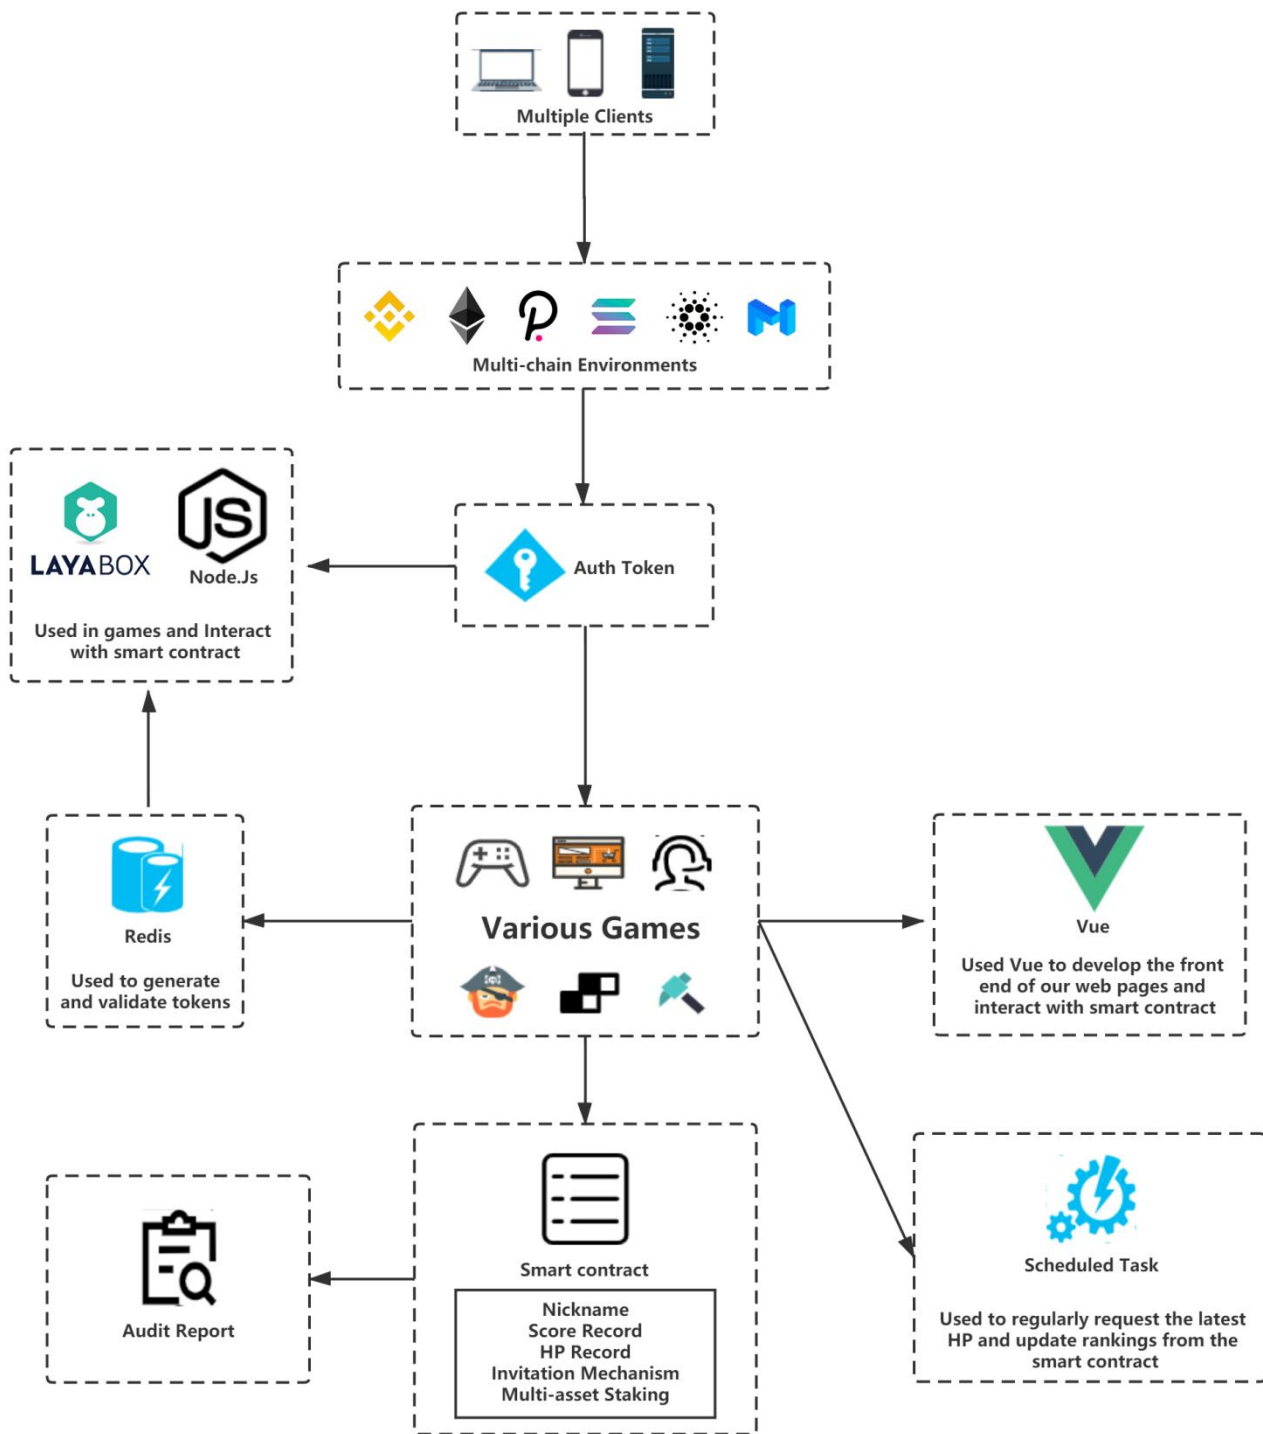 Multiple Clients
Multi-chain Environments
LAYABOX
JS
Node.Js
Used in games and Interact
with smart contract
Auth Token
Redis
Used to generate
and validate tokens
Various Games
Vue
Used Vue to develop the front
end of our web pages and
interact with smart contract
Audit Report
Smart contract
Nickname
Score Record
HP Record
Invitation Mechanism
Multi-asset Staking
Scheduled Task
Used to regularly request the latest
HP and update rankings from the
smart contract